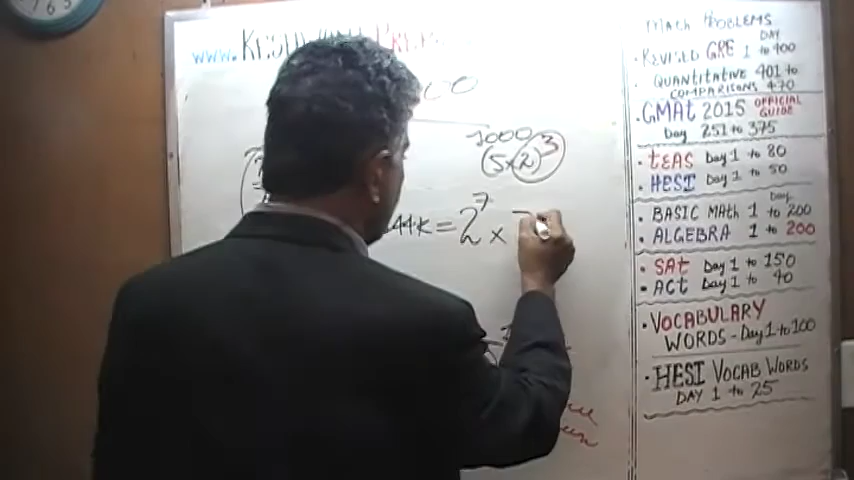 www.
1000
(5x2)³
44k = 2⁷ x
Math Problems
DAY
• REVISED GRE 1 to 400
QUANTITATIVE 401 to
COMPARISONS 470
• GMAT 2015 OFFICIAL GUIDE
Day 251 to 375
• TEAS Day 1 to 80
• HESI Day 1 to 50
Day
• BASIC MATH 1 to 200
• ALGEBRA 1 to 200
• SAT Day 1 to 150
• ACT Day 1 to 40
• VOCABULARY
WORDS - Day 1 to 100
• HESI VOCAB WORDS
DAY 1 to 25